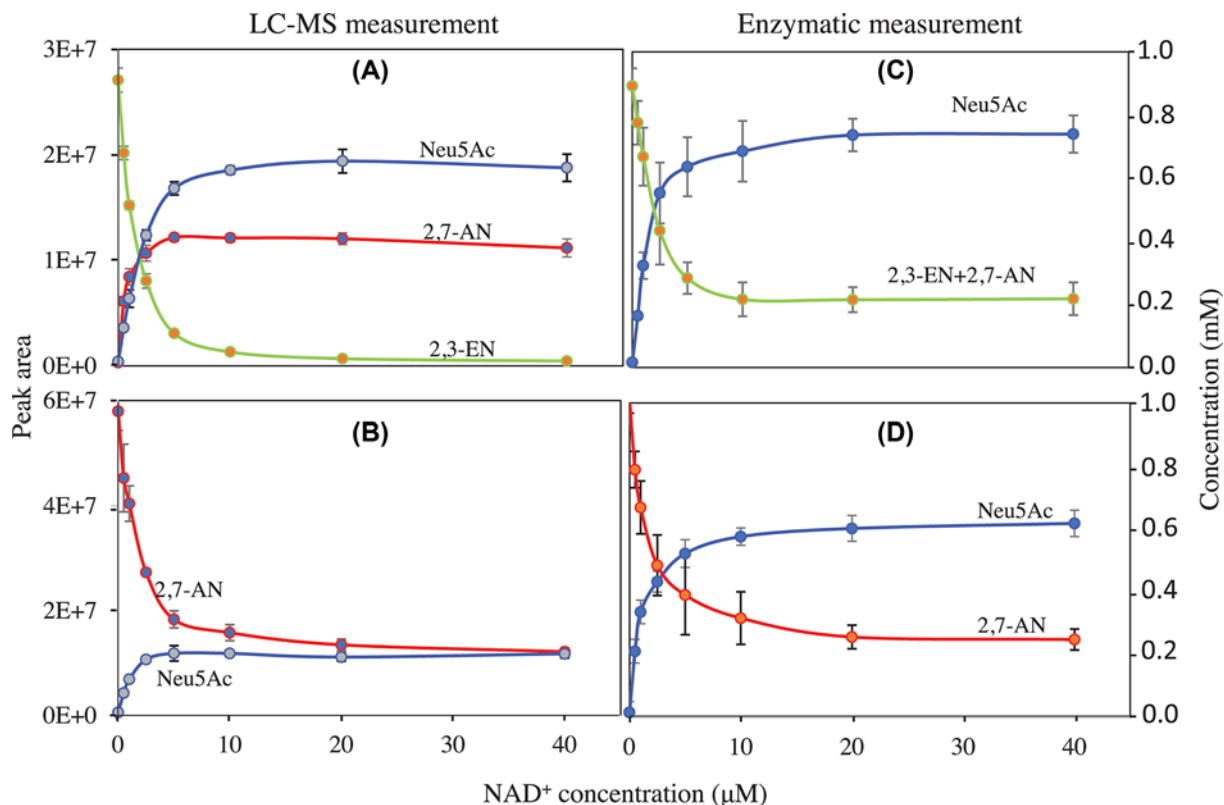 LC-MS measurement
Enzymatic measurement
3E+7
2E+7
1E+7
0E+0
(A)
Neu5Ac
2,7-AN
2,3-EN
(C)
Neu5Ac
2,3-EN+2,7-AN
1.0
0.8
0.6
0.4
0.2
0.0
Peak area
Concentration (mM)
6E+7
4E+7
2E+7
0E+0
(B)
2,7-AN
Neu5Ac
(D)
Neu5Ac
2,7-AN
1.0
0.8
0.6
0.4
0.2
0.0
0 10 20 30 40
0 10 20 30 40
NAD⁺ concentration (μM)